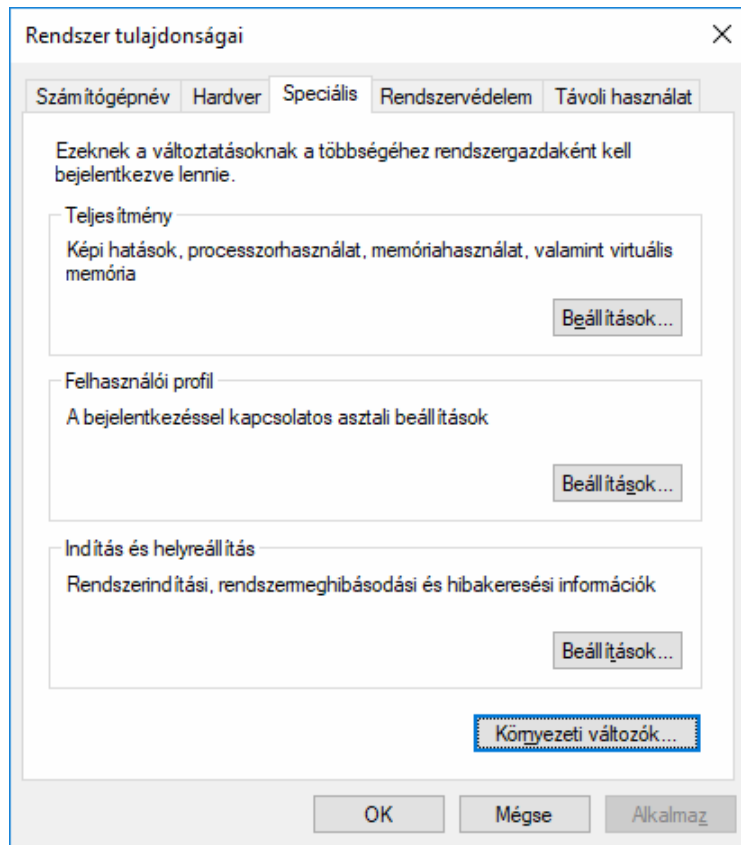 Rendszer tulajdonságai
Számítógépnév Hardver Speciális Rendszervédelem Távoli használat
Ezeknek a változtatásoknak a többségéhez rendszergazdaként kell
bejelentkezve lennie.
Teljesítmény
Képi hatások, processzorhasználat, memóriahasználat, valamint virtuális
memória
Beállítások...
Felhasználói profil
A bejelentkezéssel kapcsolatos asztali beállítások
Beállítások...
Indítás és helyreállítás
Rendszerindítási, rendszermeghibásodási és hibakeresési információk
Beállítások...
Környezeti változók...
OK Mégse Alkalmaz